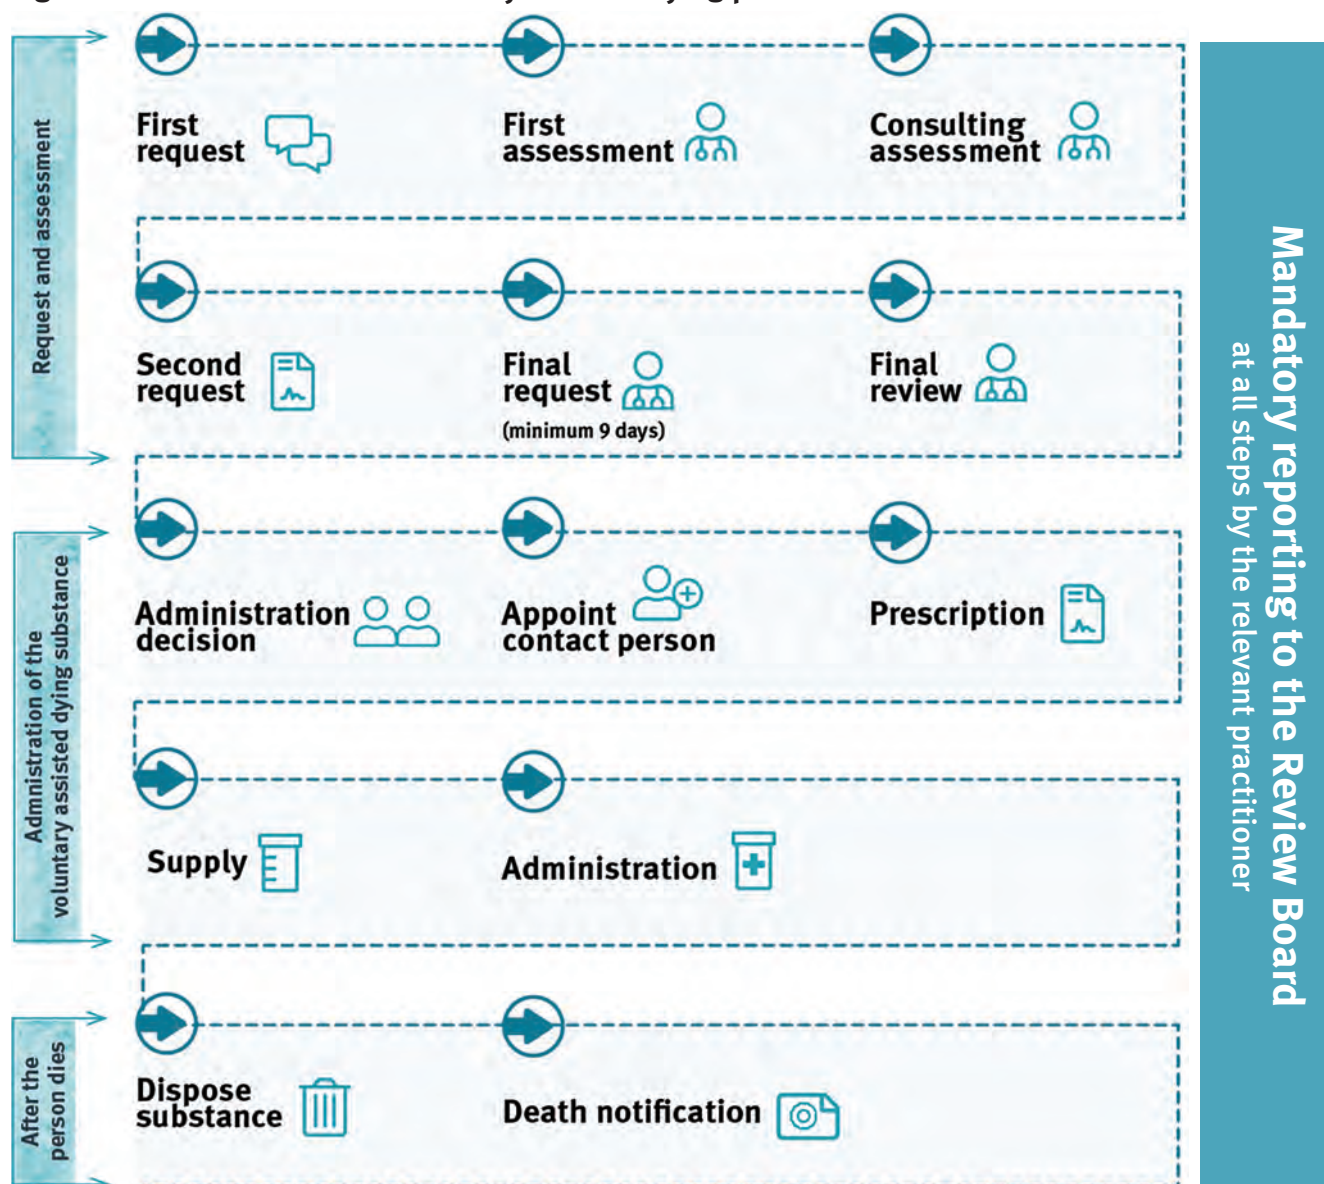 Request and assessment
First
request
First
assessment
Consulting
assessment
Second
request
Final
request
(minimum 9 days)
Final
review
Admnistration of the
voluntary assisted dying substance
Administration
decision
Appoint
contact person
Prescription
Supply
Administration
After the
person dies
Dispose
substance
Death notification
Mandatory reporting to the Review Board
at all steps by the relevant practitioner